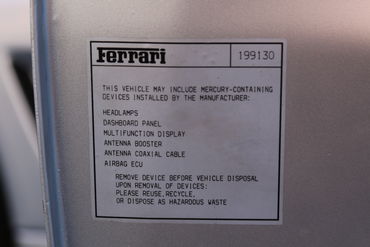 Ferrari 199130
THIS VEHICLE MAY INCLUDE MERCURY-CONTAINING
DEVICES INSTALLED BY THE MANUFACTURER:
HEADLAMPS
DASHBOARD PANEL
MULTIFUNCTION DISPLAY
ANTENNA BOOSTER
ANTENNA COAXIAL CABLE
AIRBAG ECU
REMOVE DEVICE BEFORE VEHICLE DISPOSAL
UPON REMOVAL OF DEVICES:
PLEASE REUSE,RECYCLE,
OR DISPOSE AS HAZARDOUS WASTE